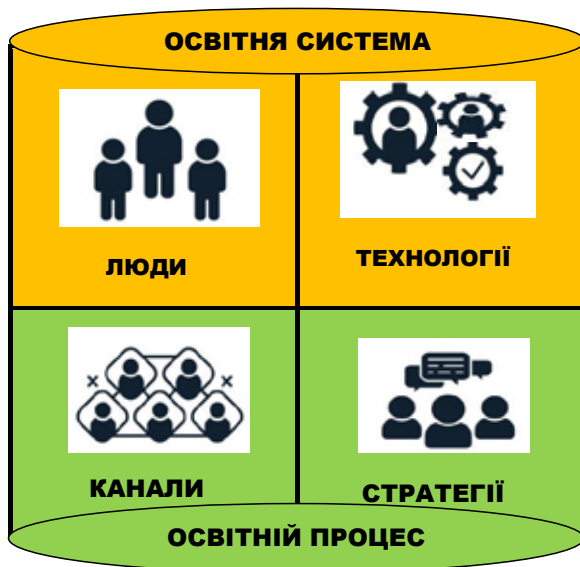 ОСВІТНЯ СИСТЕМА
ЛЮДИ
ТЕХНОЛОГІЇ
КАНАЛИ
СТРАТЕГІЇ
ОСВІТНІЙ ПРОЦЕС